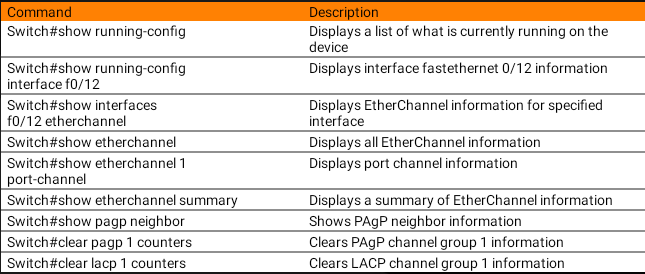 Command Description
Switch#show running-config Displays a list of what is currently running on the
device
Switch#show running-config Displays interface fastethernet 0/12 information
interface f0/12
Switch#show interfaces Displays EtherChannel information for specified
f0/12 etherchannel interface
Switch#show etherchannel Displays all EtherChannel information
Switch#show etherchannel 1 Displays port channel information
port-channel
Switch#show etherchannel summary Displays a summary of EtherChannel information
Switch#show pagp neighbor Shows PAgP neighbor information
Switch#clear pagp 1 counters Clears PAgP channel group 1 information
Switch#clear lacp 1 counters Clears LACP channel group 1 information